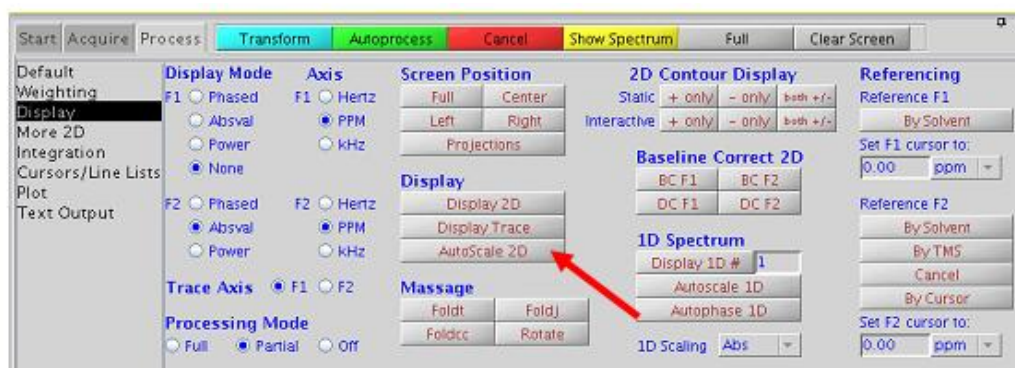 Start Acquire Process Transform Autoprocess Cancel Show Spectrum Full Clear Screen
Default
Weighting
Display
More 2D
Integration
Cursors/Line Lists
Plot
Text Output
Display Mode Axis
F1 Phased F1 Hertz
Absval PPM
Power kHz
None
F2 Phased F2 Hertz
Absval PPM
Power kHz
Trace Axis F1 F2
Processing Mode
Full Partial Off
Screen Position
Full Center
Left Right
Projections
Display
Display 2D
Display Trace
AutoScale 2D
Massage
Foldt FoldJ
Foldcc Rotate
2D Contour Display
Static + only - only both +/-
Interactive + only - only both +/-
Baseline Correct 2D
BC F1 BC F2
DC F1 DC F2
1D Spectrum
Display 1D # 1
Autoscale 1D
Autophase 1D
1D Scaling Abs
Referencing
Reference F1
By Solvent
Set F1 cursor to:
0.00 ppm
Reference F2
By Solvent
By TMS
Cancel
By Cursor
Set F2 cursor to:
0.00 ppm